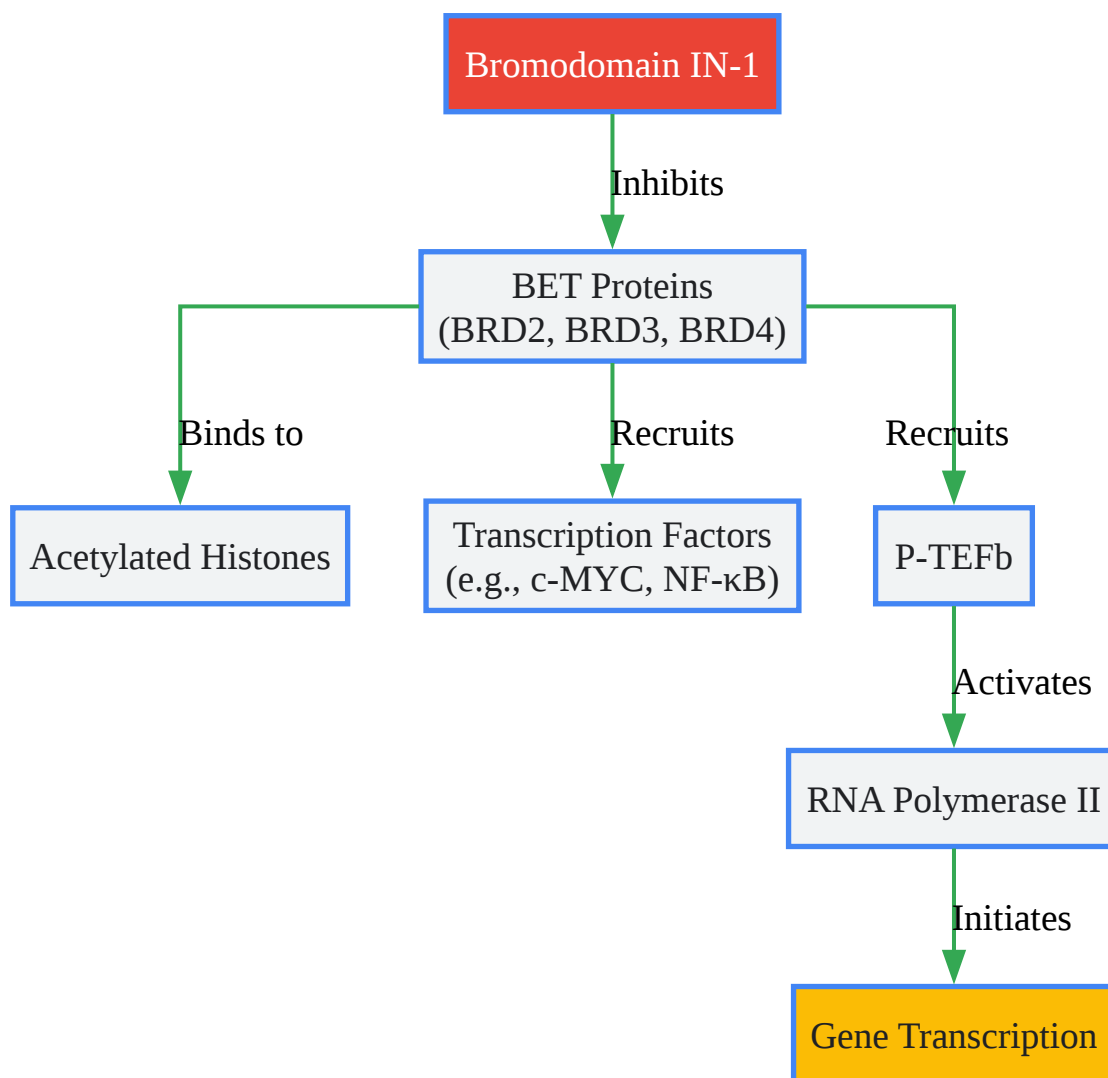 Bromodomain IN-1
Inhibits
BET Proteins
(BRD2, BRD3, BRD4)
Binds to
Recruits
Recruits
Acetylated Histones
Transcription Factors
(e.g., c-MYC, NF-κB)
P-TEFb
Activates
RNA Polymerase II
Initiates
Gene Transcription